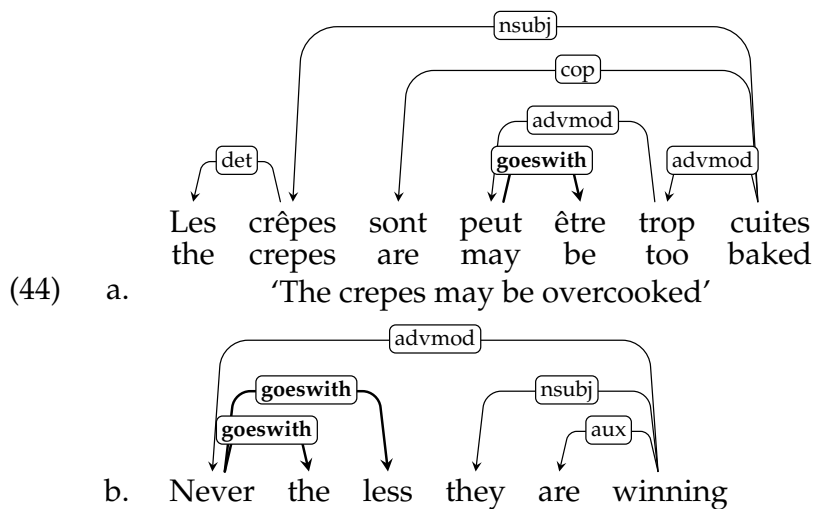 nsubj
cop
advmod
det goeswith advmod
Les crêpes sont peut être trop cuites
the crepes are may be too baked
(44) a. ‘The crepes may be overcooked’
advmod
goeswith nsubj
goeswith aux
b. Never the less they are winning